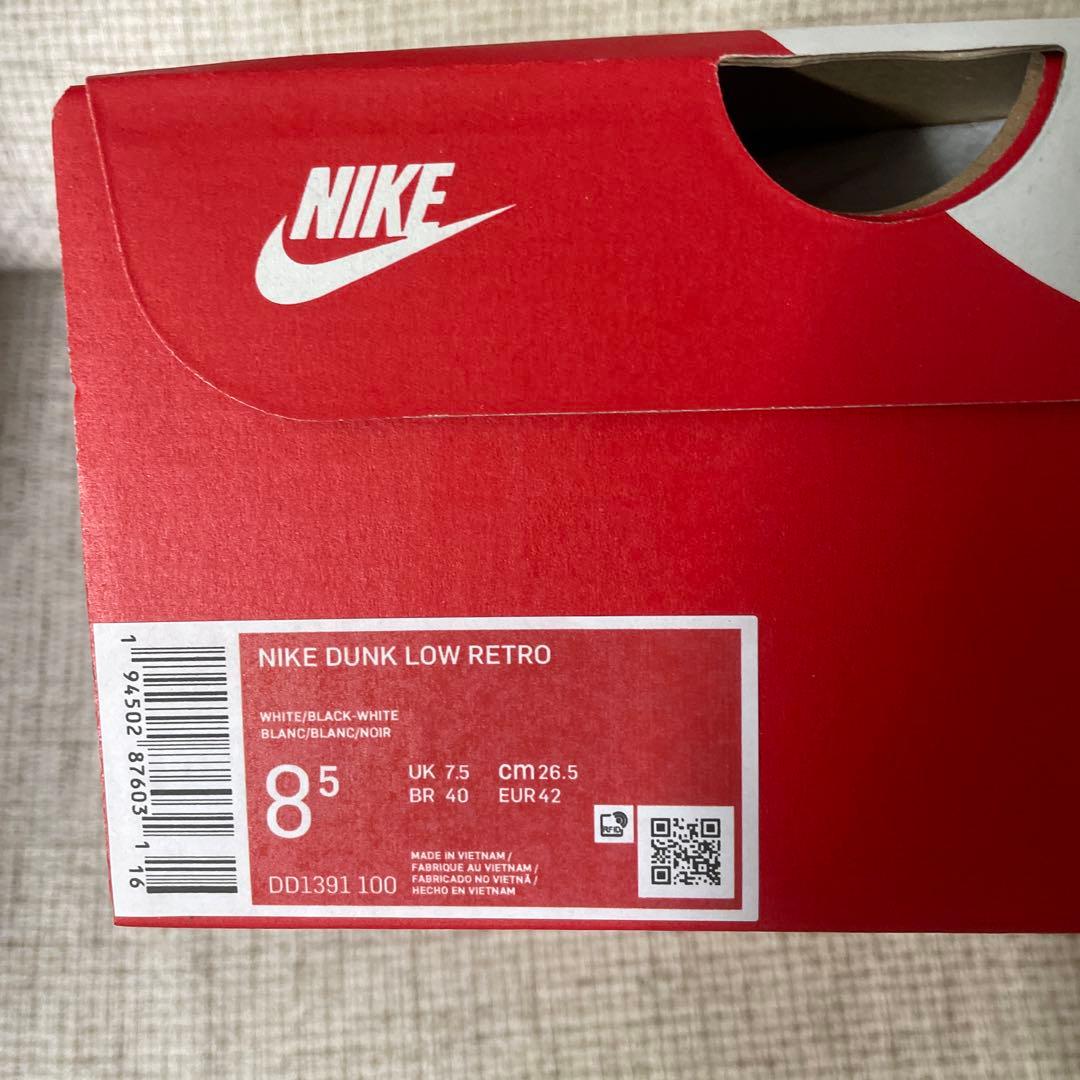 NIKE
NIKE DUNK LOW RETRO
WHITE/BLACK-WHITE
BLANC/BLANC/NOIR
8⁵
UK 7.5 cm 26.5
BR 40 EUR 42
RFID
MADE IN VIETNAM /
FABRIQUE AU VIETNAM /
FABRICADO NO VIETNÃ /
HECHO EN VIETNAM
DD1391 100
1 94502 87603 1 16